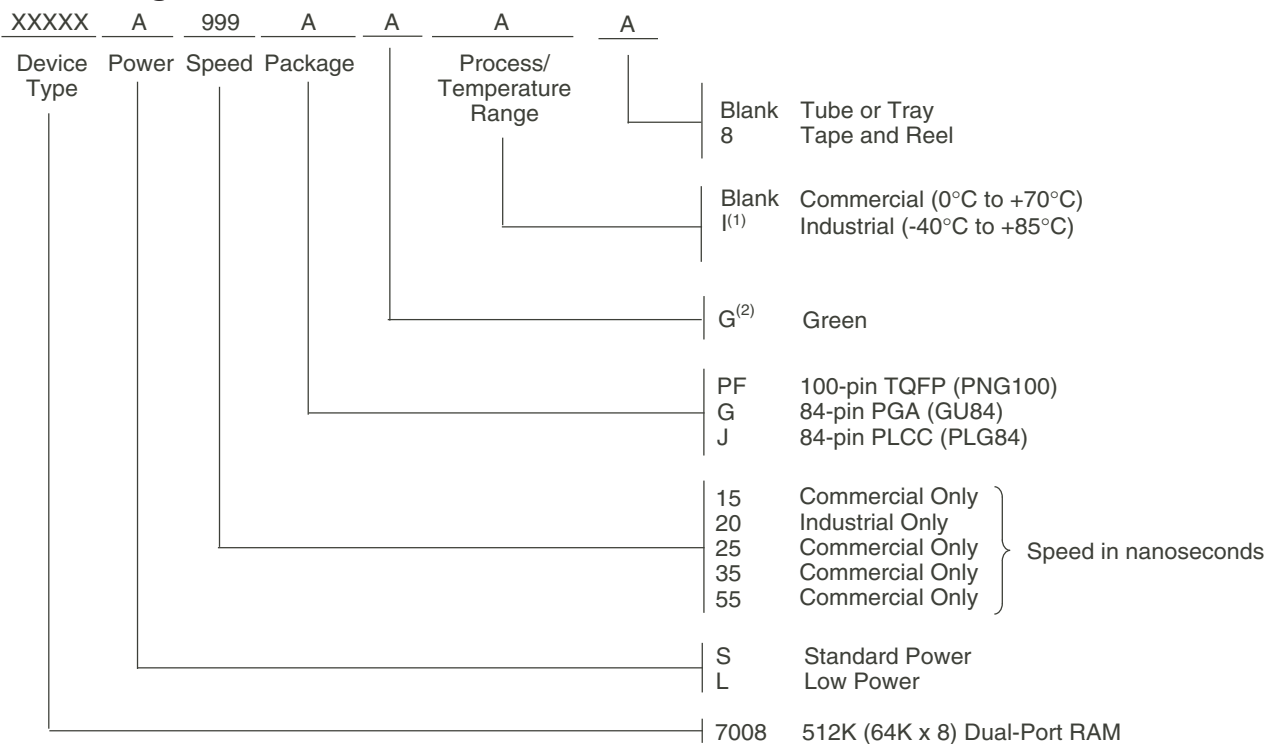 XXXXX A 999 A A A A
Device Type Power Speed Package Process/ Temperature Range
Blank Tube or Tray
8 Tape and Reel
Blank Commercial (0°C to +70°C)
I(1) Industrial (-40°C to +85°C)
G(2) Green
PF 100-pin TQFP (PNG100)
G 84-pin PGA (GU84)
J 84-pin PLCC (PLG84)
15 Commercial Only
20 Industrial Only
25 Commercial Only
35 Commercial Only
55 Commercial Only
Speed in nanoseconds
S Standard Power
L Low Power
7008 512K (64K x 8) Dual-Port RAM